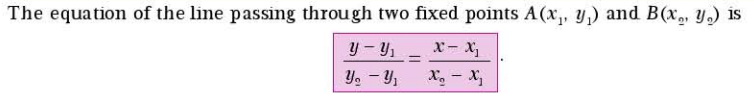 The equation of the line passing through two fixed points A(x₁, y₁) and B(x₂, y₂) is
(y − y₁)/(y₂ − y₁) = (x − x₁)/(x₂ − x₁).